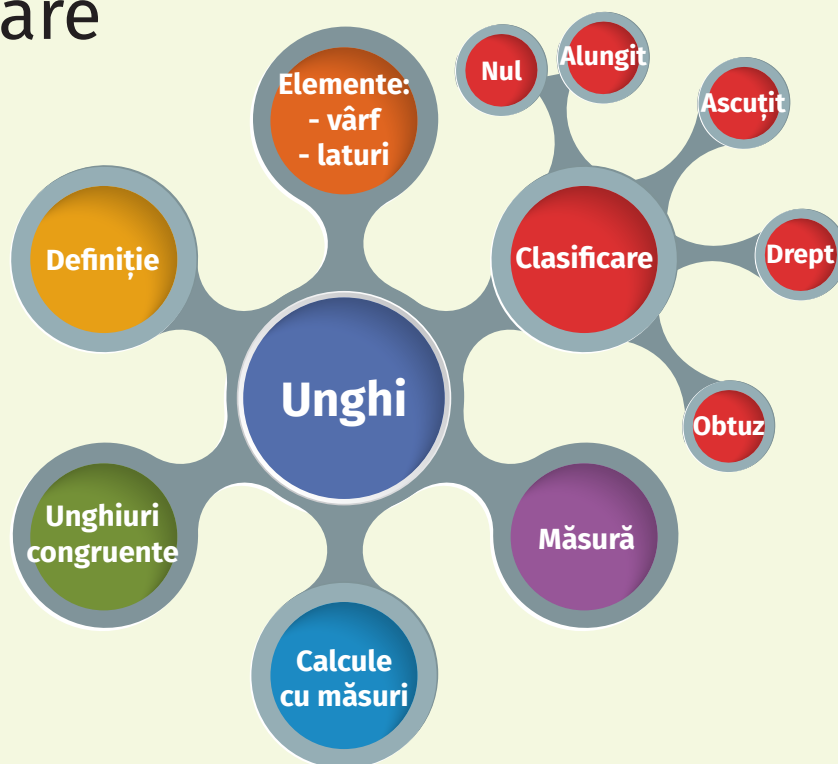 are
Elemente:
- vârf
- laturi
Nul
Alungit
Ascuțit
Definiție
Clasificare
Drept
Unghi
Obtuz
Unghiuri
congruente
Măsură
Calcule
cu măsuri